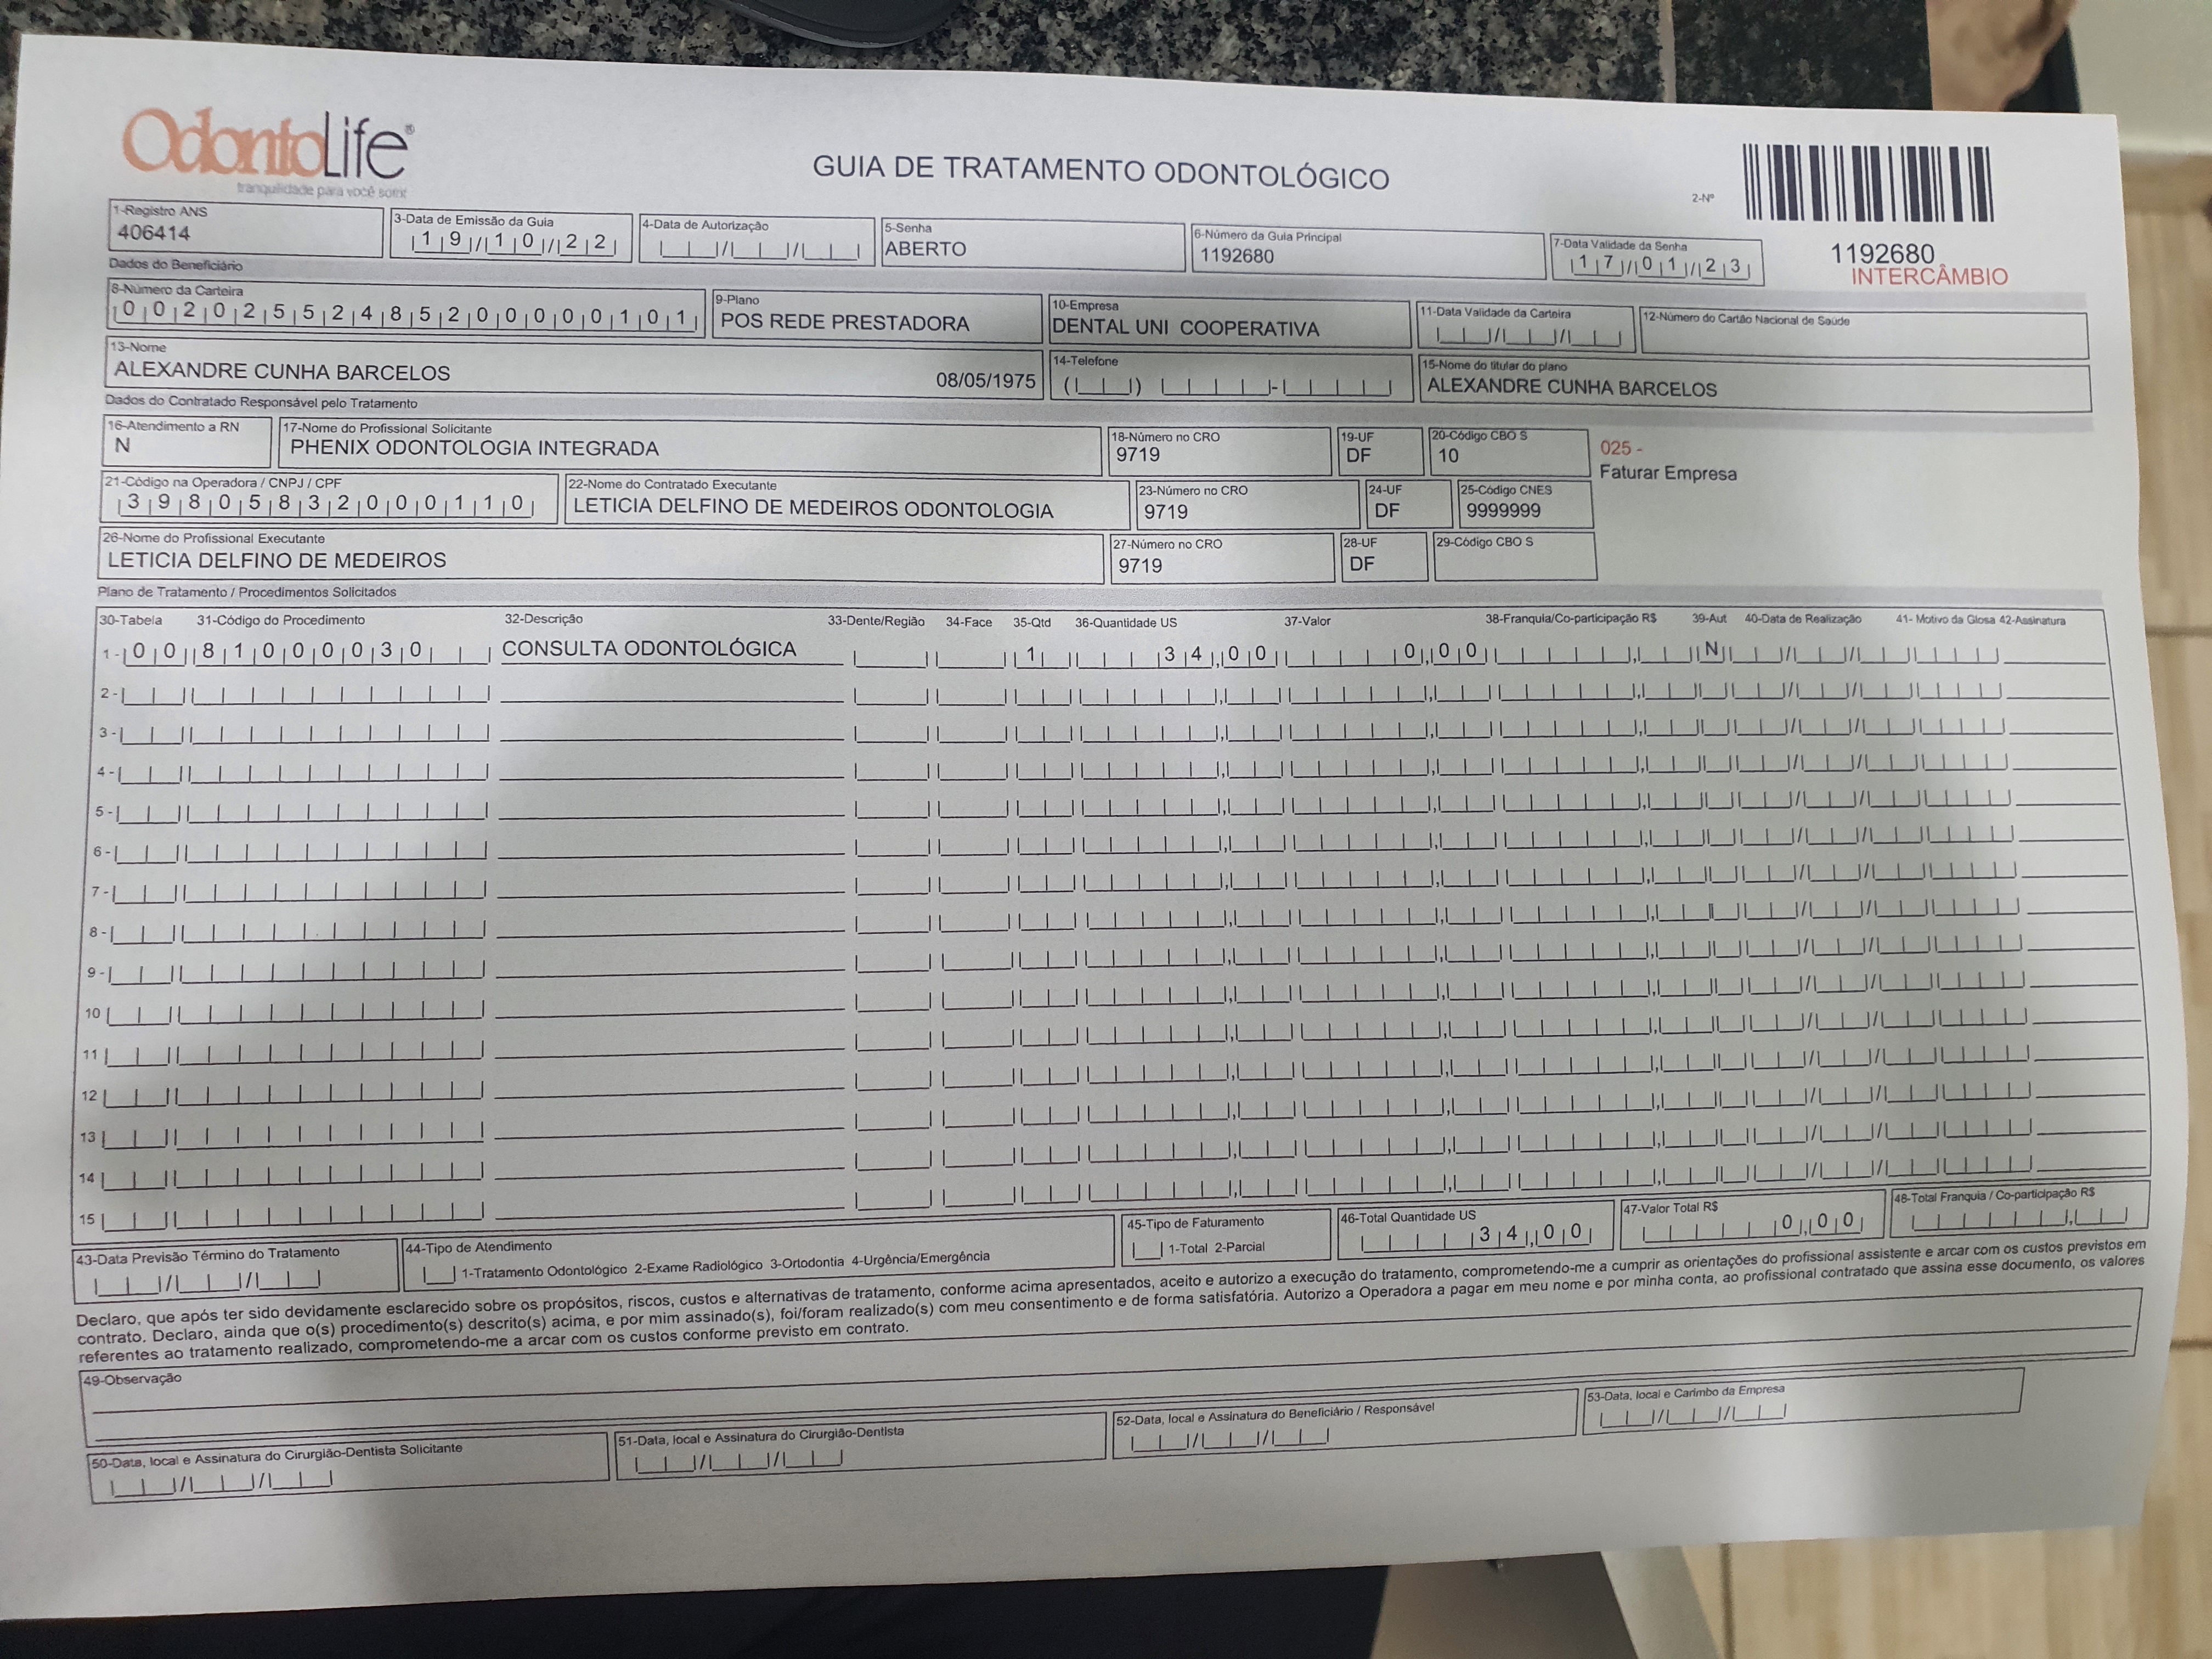 OdontoLife®
tranquilidade para você sorrir
GUIA DE TRATAMENTO ODONTOLÓGICO
2-Nº
1192680
INTERCÂMBIO
1-Registro ANS
406414
3-Data de Emissão da Guia
19/10/22
4-Data de Autorização
5-Senha
ABERTO
6-Número da Guia Principal
1192680
7-Data Validade da Senha
17/01/23
Dados do Beneficiário
8-Número da Carteira
00202552485200000101
9-Plano
POS REDE PRESTADORA
10-Empresa
DENTAL UNI COOPERATIVA
11-Data Validade da Carteira
12-Número do Cartão Nacional de Saúde
13-Nome
ALEXANDRE CUNHA BARCELOS 08/05/1975
14-Telefone
15-Nome do titular do plano
ALEXANDRE CUNHA BARCELOS
Dados do Contratado Responsável pelo Tratamento
16-Atendimento a RN
N
17-Nome do Profissional Solicitante
PHENIX ODONTOLOGIA INTEGRADA
18-Número no CRO
9719
19-UF
DF
20-Código CBO S
10
025 -
Faturar Empresa
21-Código na Operadora / CNPJ / CPF
39805832000110
22-Nome do Contratado Executante
LETICIA DELFINO DE MEDEIROS ODONTOLOGIA
23-Número no CRO
9719
24-UF
DF
25-Código CNES
9999999
26-Nome do Profissional Executante
LETICIA DELFINO DE MEDEIROS
27-Número no CRO
9719
28-UF
DF
29-Código CBO S
Plano de Tratamento / Procedimentos Solicitados
30-Tabela 31-Código do Procedimento 32-Descrição 33-Dente/Região 34-Face 35-Qtd 36-Quantidade US 37-Valor 38-Franquia/Co-participação R$ 39-Aut 40-Data de Realização 41- Motivo da Glosa 42-Assinatura
1- 00 81000030 CONSULTA ODONTOLÓGICA 1 34,00 0,00 N
2-
3-
4-
5-
6-
7-
8-
9-
10
11
12
13
14
15
43-Data Previsão Término do Tratamento
44-Tipo de Atendimento
1-Tratamento Odontológico 2-Exame Radiológico 3-Ortodontia 4-Urgência/Emergência
45-Tipo de Faturamento
1-Total 2-Parcial
46-Total Quantidade US
34,00
47-Valor Total R$
0,00
48-Total Franquia / Co-participação R$
Declaro, que após ter sido devidamente esclarecido sobre os propósitos, riscos, custos e alternativas de tratamento, conforme acima apresentados, aceito e autorizo a execução do tratamento, comprometendo-me a cumprir as orientações do profissional assistente e arcar com os custos previstos em
contrato. Declaro, ainda que o(s) procedimento(s) descrito(s) acima, e por mim assinado(s), foi/foram realizado(s) com meu consentimento e de forma satisfatória. Autorizo a Operadora a pagar em meu nome e por minha conta, ao profissional contratado que assina esse documento, os valores
referentes ao tratamento realizado, comprometendo-me a arcar com os custos conforme previsto em contrato.
49-Observação
50-Data, local e Assinatura do Cirurgião-Dentista Solicitante
51-Data, local e Assinatura do Cirurgião-Dentista
52-Data, local e Assinatura do Beneficiário / Responsável
53-Data, local e Carimbo da Empresa